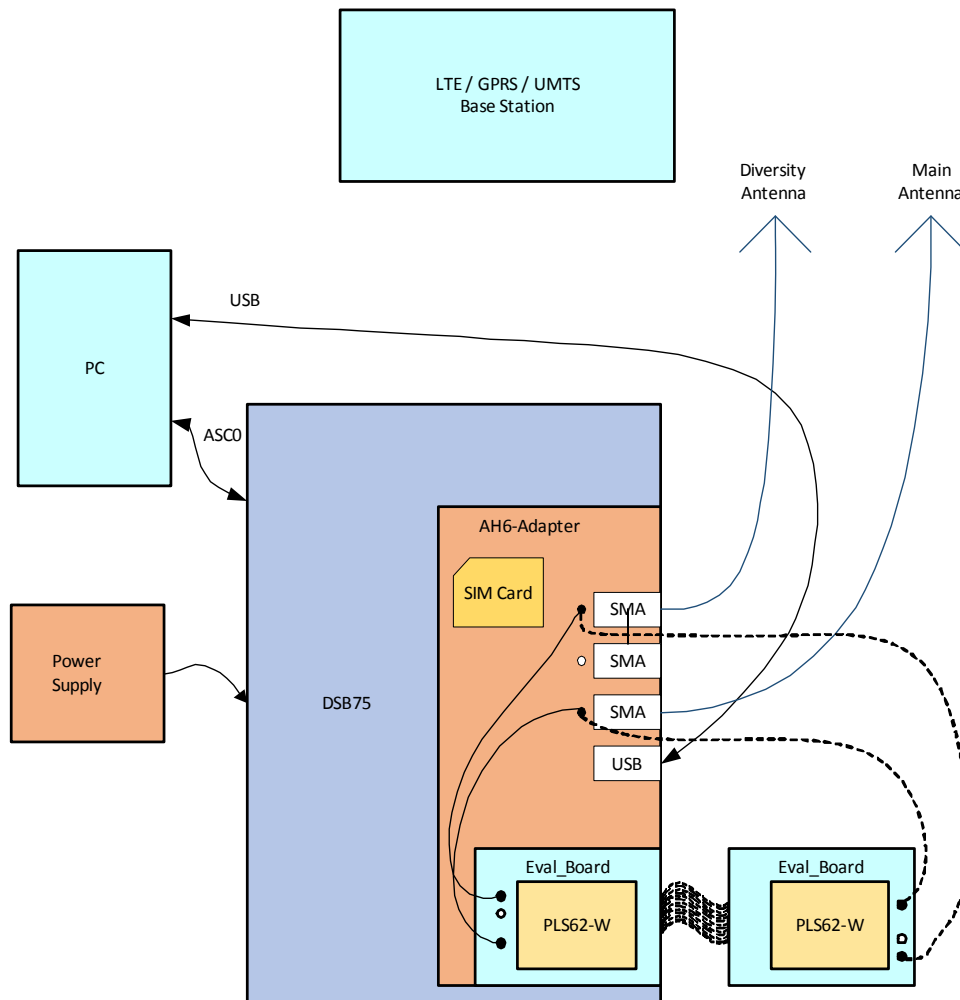 LTE / GPRS / UMTS
Base Station
Diversity
Antenna
Main
Antenna
USB
PC
ASC0
AH6-Adapter
SIM Card
SMA
SMA
SMA
USB
Power
Supply
DSB75
Eval_Board
PLS62-W
Eval_Board
PLS62-W